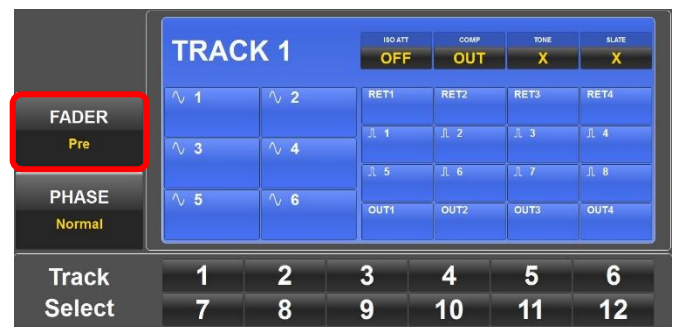 TRACK 1
ISO ATT COMP TONE SLATE
OFF OUT X X
FADER
Pre
PHASE
Normal
1 2 RET1 RET2 RET3 RET4
3 4 1 2 3 4
5 6 5 6 7 8
OUT1 OUT2 OUT3 OUT4
Track Select
1 2 3 4 5 6
7 8 9 10 11 12